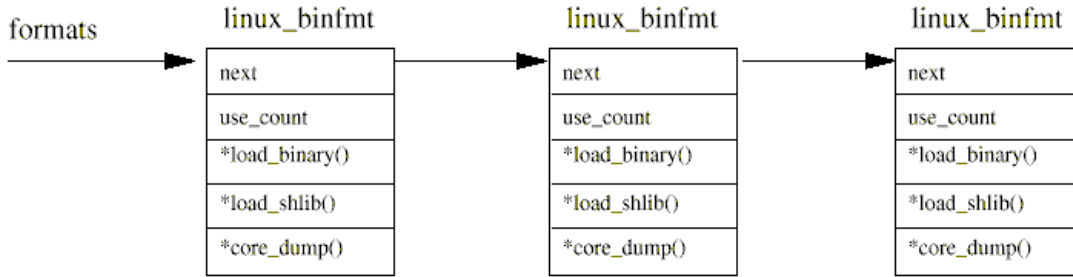 formats
linux_binfmt
next
use_count
*load_binary()
*load_shlib()
*core_dump()
linux_binfmt
next
use_count
*load_binary()
*load_shlib()
*core_dump()
linux_binfmt
next
use_count
*load_binary()
*load_shlib()
*core_dump()